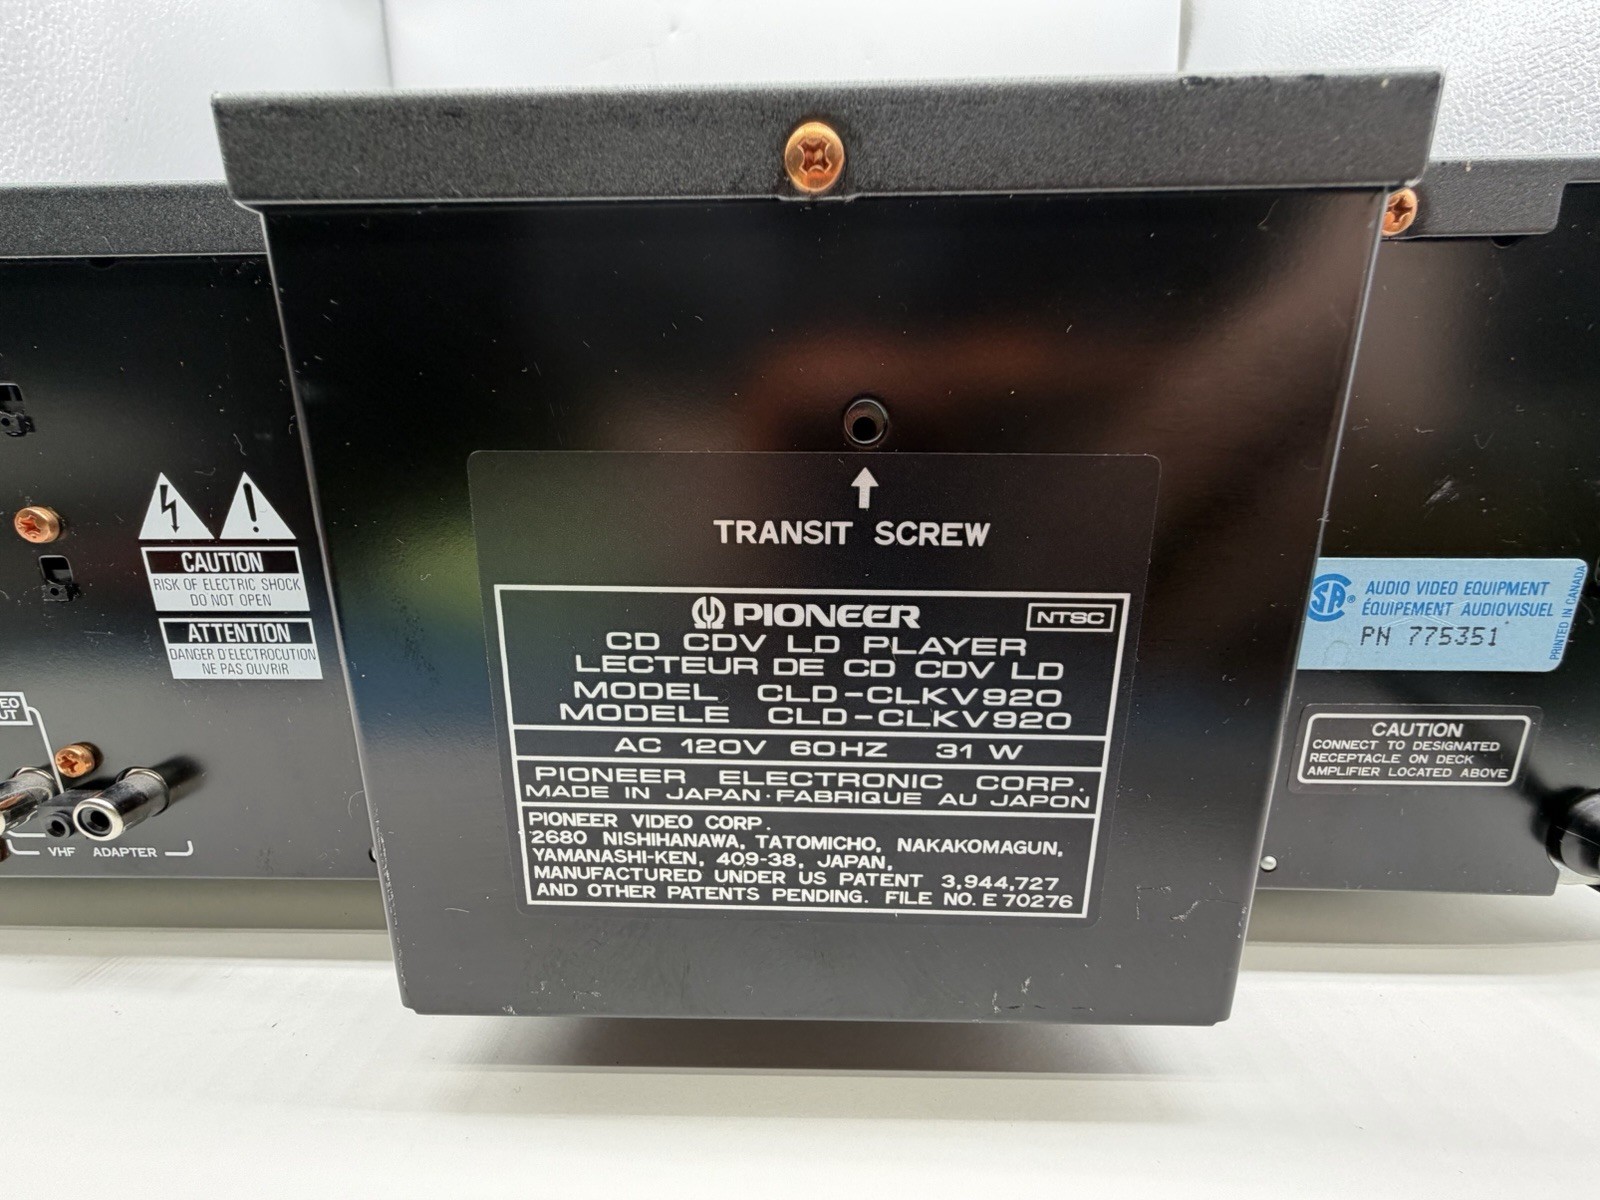 TRANSIT SCREW
PIONEER
NTSC
CD CDV LD PLAYER
LECTEUR DE CD CDV LD
MODEL CLD-CLKV920
MODELE CLD-CLKV920
AC 120V 60HZ 31 W
PIONEER ELECTRONIC CORP.
MADE IN JAPAN·FABRIQUE AU JAPON
PIONEER VIDEO CORP.
2680 NISHIHANAWA, TATOMICHO, NAKAKOMAGUN,
YAMANASHI-KEN, 409-38, JAPAN,
MANUFACTURED UNDER US PATENT 3,944,727
AND OTHER PATENTS PENDING. FILE NO. E 70276
CAUTION
RISK OF ELECTRIC SHOCK
DO NOT OPEN
ATTENTION
DANGER D'ELECTROCUTION
NE PAS OUVRIR
VHF ADAPTER
SA
AUDIO VIDEO EQUIPMENT
ÉQUIPEMENT AUDIOVISUEL
PN 775351
PRINTED IN CANADA
CAUTION
CONNECT TO DESIGNATED
RECEPTACLE ON DECK
AMPLIFIER LOCATED ABOVE